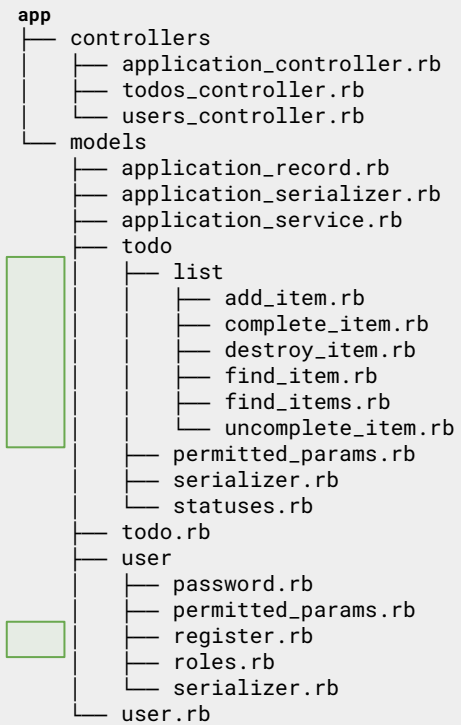 app
├── controllers
│   ├── application_controller.rb
│   ├── todos_controller.rb
│   └── users_controller.rb
└── models
    ├── application_record.rb
    ├── application_serializer.rb
    ├── application_service.rb
    ├── todo
    │   ├── list
    │   │   ├── add_item.rb
    │   │   ├── complete_item.rb
    │   │   ├── destroy_item.rb
    │   │   ├── find_item.rb
    │   │   ├── find_items.rb
    │   │   └── uncomplete_item.rb
    │   ├── permitted_params.rb
    │   ├── serializer.rb
    │   └── statuses.rb
    ├── todo.rb
    ├── user
    │   ├── password.rb
    │   ├── permitted_params.rb
    │   ├── register.rb
    │   ├── roles.rb
    │   └── serializer.rb
    └── user.rb